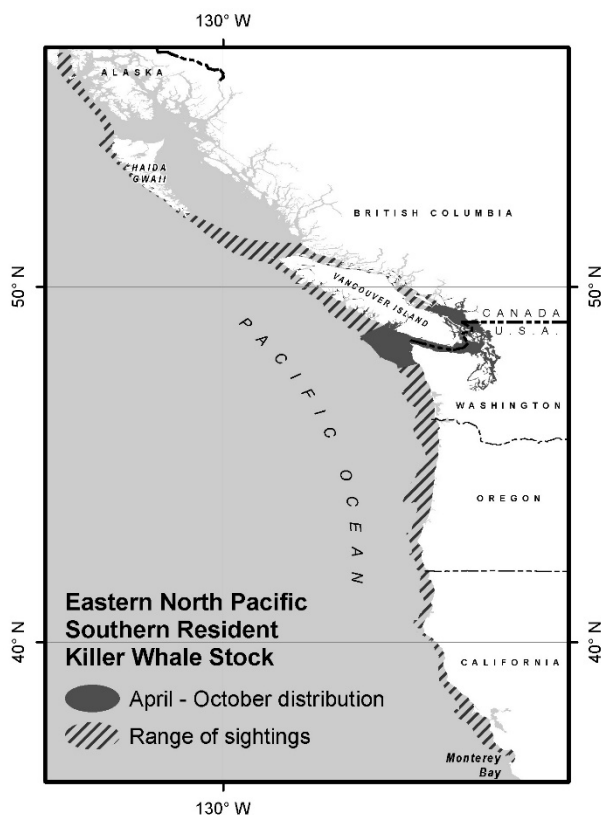 130° W
ALASKA
HAIDA
GWAII
BRITISH COLUMBIA
50° N
50° N
VANCOUVER ISLAND
CANADA
U.S.A.
PACIFIC OCEAN
WASHINGTON
OREGON
Eastern North Pacific
Southern Resident
Killer Whale Stock
40° N
40° N
CALIFORNIA
April - October distribution
Range of sightings
Monterey
Bay
130° W